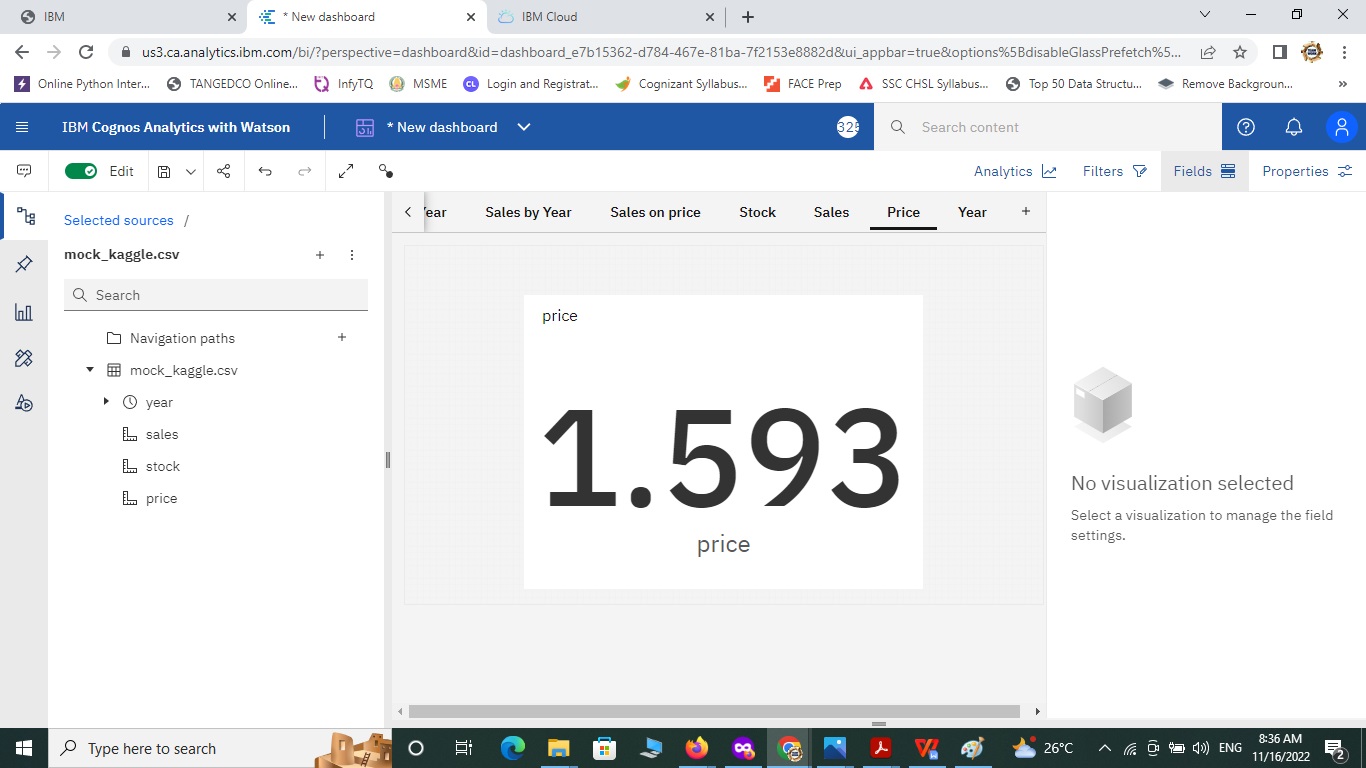 IBM
* New dashboard
IBM Cloud
us3.ca.analytics.ibm.com/bi/?perspective=dashboard&id=dashboard_e7b15362-d784-467e-81ba-7f2153e8882d&ui_appbar=true&options%5BdisableGlassPrefetch%5...
Online Python Inter...
TANGEDCO Online...
InfyTQ
MSME
CL Login and Registrat...
Cognizant Syllabus...
FACE Prep
SSC CHSL Syllabus...
Top 50 Data Structu...
Remove Backgroun...
IBM Cognos Analytics with Watson
* New dashboard
325
Search content
Edit
Analytics
Filters
Fields
Properties
Selected sources /
Year
Sales by Year
Sales on price
Stock
Sales
Price
Year
mock_kaggle.csv
Search
Navigation paths
mock_kaggle.csv
year
sales
stock
price
price
1.593
price
No visualization selected
Select a visualization to manage the field
settings.
Type here to search
26°C
ENG
8:36 AM
11/16/2022
2